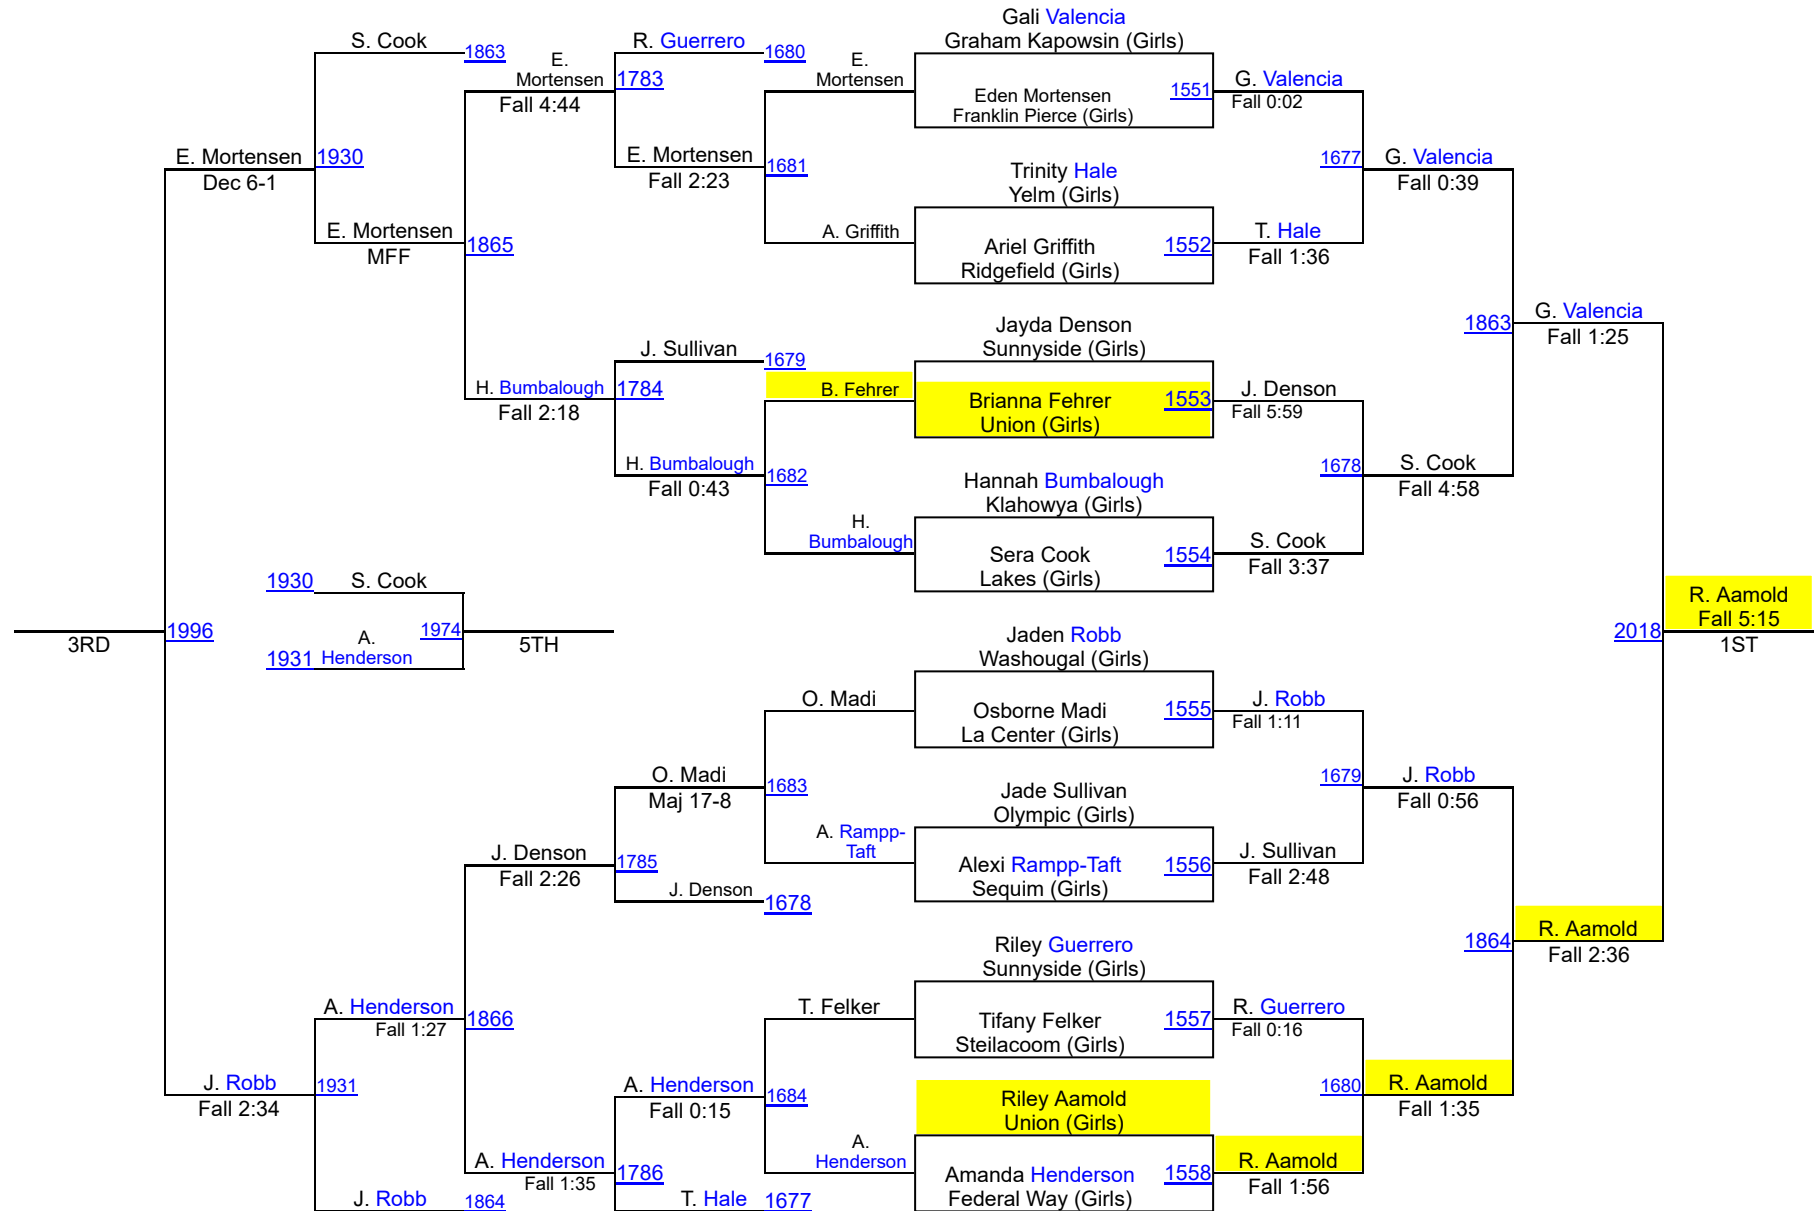 Gali Valencia
S. Cook
1863
R. Guerrero
1680
Graham Kapowsin (Girls)
E.
Mortensen
1783
Fall 4:44
E.
Mortensen
Eden Mortensen
Franklin Pierce (Girls)
1551
G. Valencia
Fall 0:02
E. Mortensen
Dec 6-1
1930
E. Mortensen
Fall 2:23
1681
Trinity Hale
Yelm (Girls)
1677
G. Valencia
Fall 0:39
E. Mortensen
MFF
1865
A. Griffith
Ariel Griffith
Ridgefield (Girls)
1552
T. Hale
Fall 1:36
Jayda Denson
Sunnyside (Girls)
1863
G. Valencia
Fall 1:25
J. Sullivan
1679
H. Bumbalough
Fall 2:18
1784
B. Fehrer
Brianna Fehrer
Union (Girls)
1553
J. Denson
Fall 5:59
H. Bumbalough
Fall 0:43
1682
Hannah Bumbalough
Klahowya (Girls)
1678
S. Cook
Fall 4:58
H.
Bumbalough
Sera Cook
Lakes (Girls)
1554
S. Cook
Fall 3:37
1930
S. Cook
3RD
1996
1931
A.
Henderson
1974
5TH
Jaden Robb
Washougal (Girls)
2018
R. Aamold
Fall 5:15
1ST
O. Madi
Osborne Madi
La Center (Girls)
1555
J. Robb
Fall 1:11
O. Madi
Maj 17-8
1683
Jade Sullivan
Olympic (Girls)
1679
J. Robb
Fall 0:56
J. Denson
Fall 2:26
1785
A. Rampp-
Taft
Alexi Rampp-Taft
Sequim (Girls)
1556
J. Sullivan
Fall 2:48
J. Denson
1678
Riley Guerrero
Sunnyside (Girls)
1864
R. Aamold
Fall 2:36
A. Henderson
Fall 1:27
1866
T. Felker
Tifany Felker
Steilacoom (Girls)
1557
R. Guerrero
Fall 0:16
J. Robb
Fall 2:34
1931
A. Henderson
Fall 0:15
1684
Riley Aamold
Union (Girls)
1680
R. Aamold
Fall 1:35
A. Henderson
Fall 1:35
1786
A.
Henderson
Amanda Henderson
Federal Way (Girls)
1558
R. Aamold
Fall 1:56
J. Robb
1864
T. Hale
1677